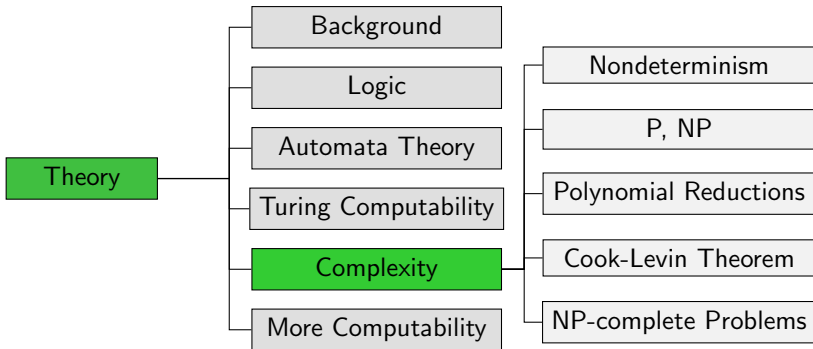 Theory
Background
Logic
Automata Theory
Turing Computability
Complexity
More Computability
Nondeterminism
P, NP
Polynomial Reductions
Cook-Levin Theorem
NP-complete Problems